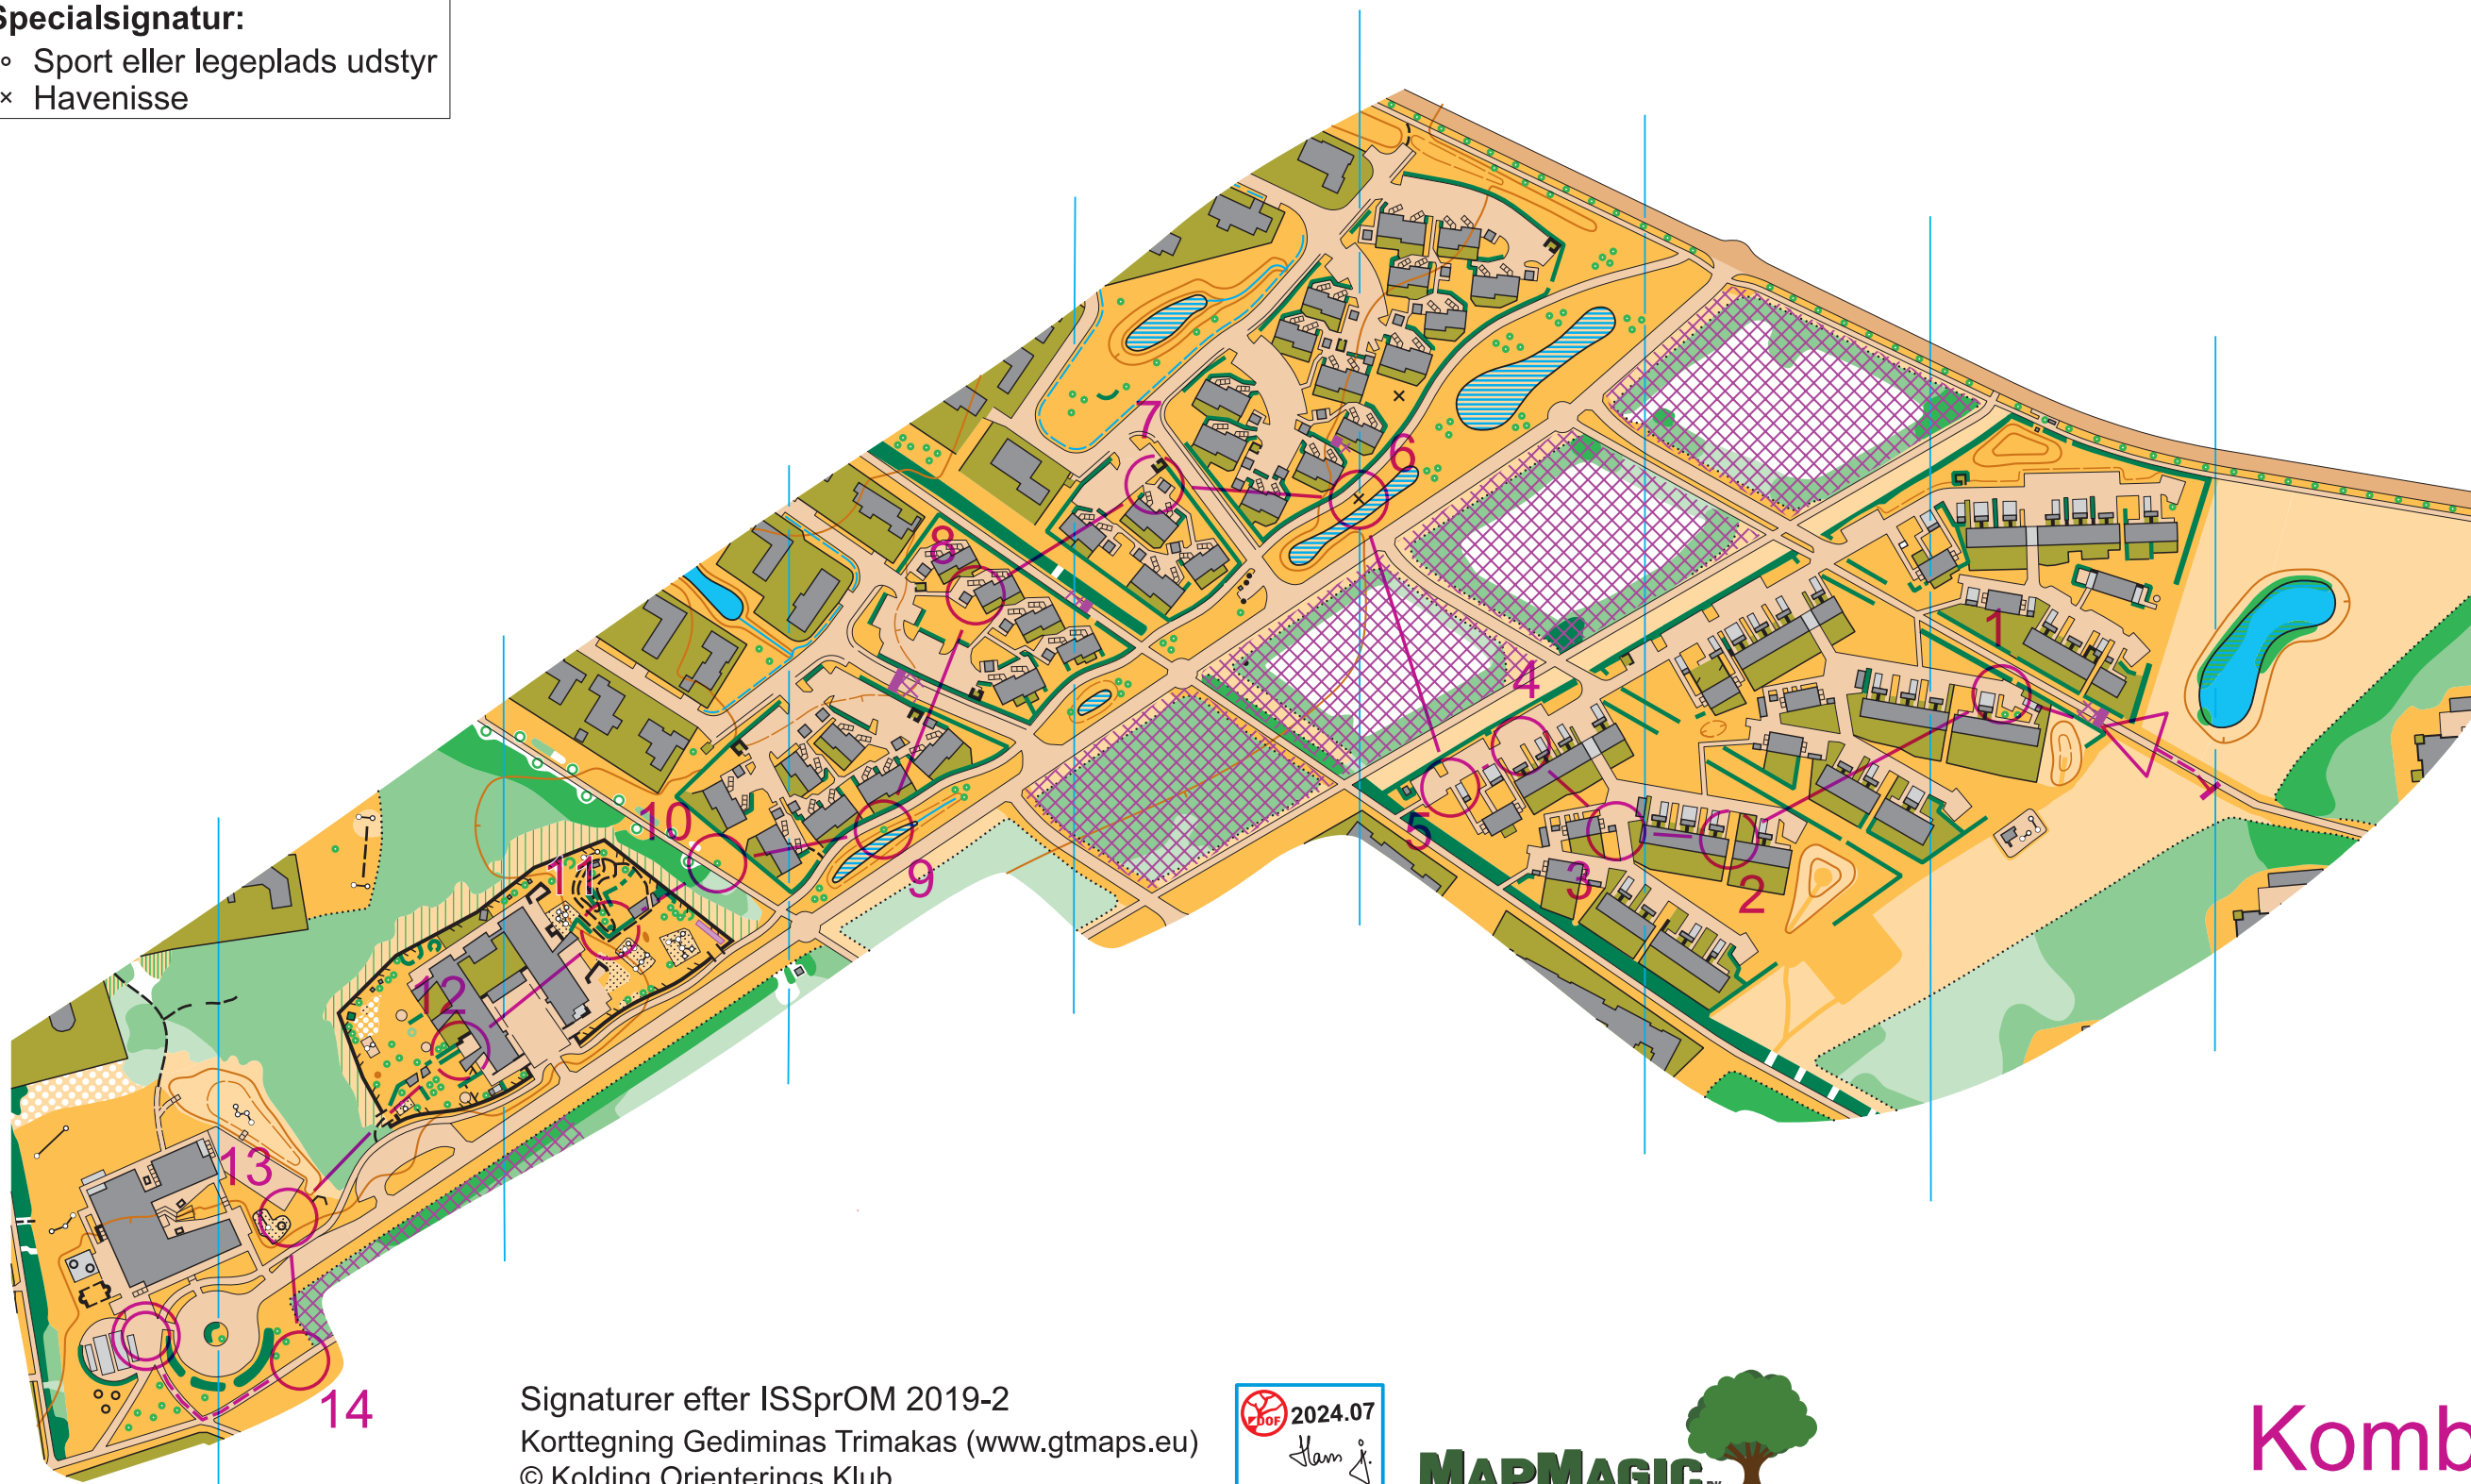 Specialsignatur:
Sport eller legeplads udstyr
× Havenisse
7
6
8
1
4
10
5
11
9
3
2
12
13
14
Signaturer efter ISSprOM 2019-2
Korttegning Gediminas Trimakas (www.gtmaps.eu)
© Kolding Orienterings Klub
DOF 2024.07
MAPMAGIC
Komb